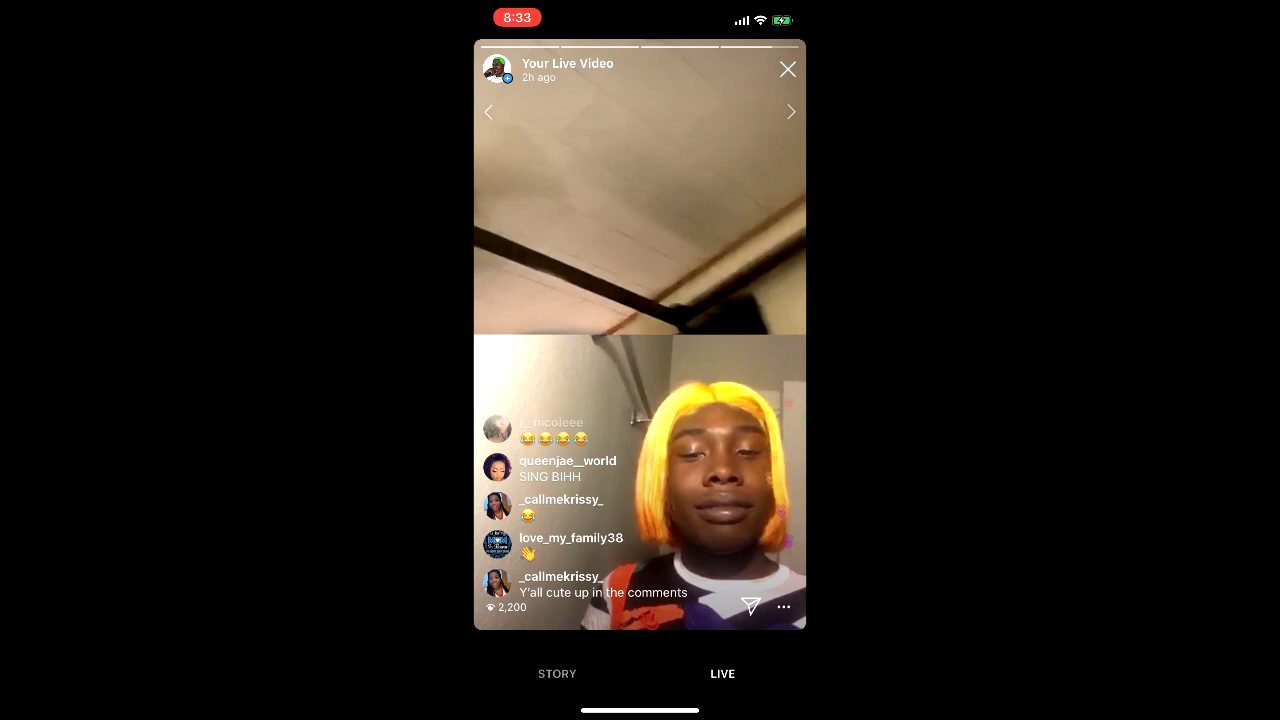 8:33
Your Live Video
2h ago
j__nicoleee
queenjae__world
SING BIHH
_callmekrissy_
love_my_family38
_callmekrissy_
Y'all cute up in the comments
2,200
STORY
LIVE